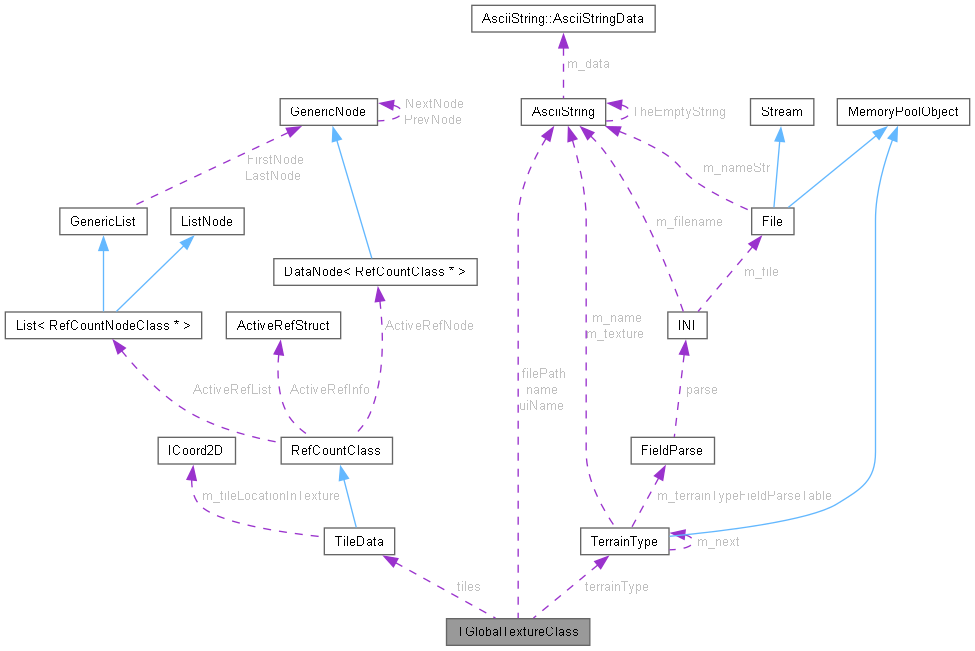 AsciiString::AsciiStringData
m_data
GenericNode
NextNode
PrevNode
AsciiString
TheEmptyString
Stream
MemoryPoolObject
FirstNode
LastNode
m_nameStr
GenericList
ListNode
m_filename
File
DataNode< RefCountClass * >
m_file
List< RefCountNodeClass * >
ActiveRefStruct
ActiveRefNode
m_name
m_texture
INI
filePath
name
uiName
ActiveRefList
ActiveRefInfo
parse
ICoord2D
RefCountClass
FieldParse
m_tileLocationInTexture
m_terrainTypeFieldParseTable
TileData
TerrainType
m_next
tiles
terrainType
TGlobalTextureClass